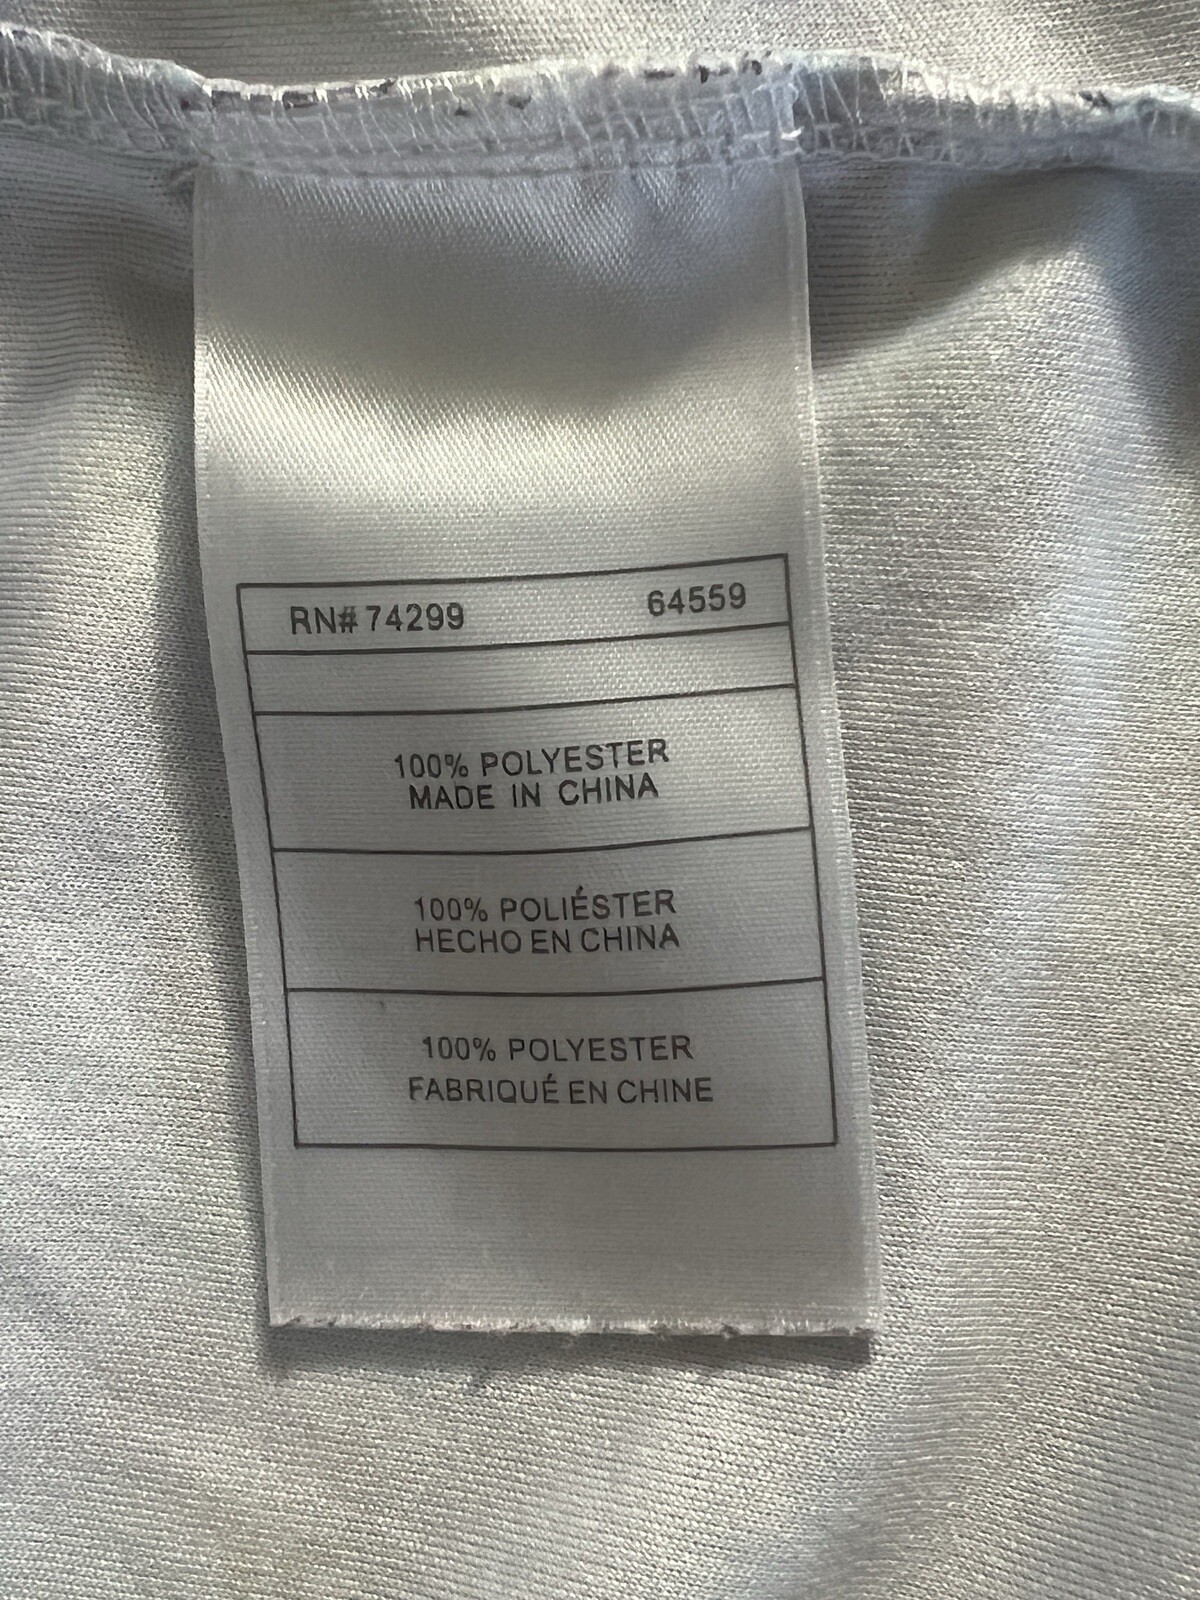 RN# 74299 64559
100% POLYESTER
MADE IN CHINA
100% POLIÉSTER
HECHO EN CHINA
100% POLYESTER
FABRIQUÉ EN CHINE